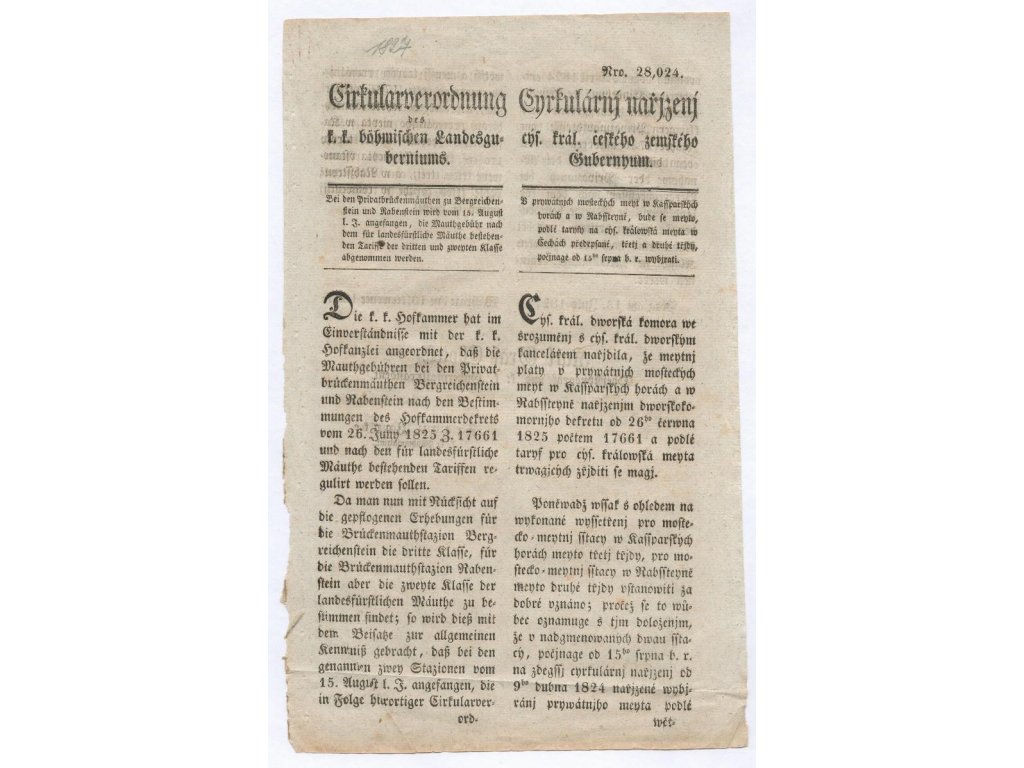 1827
Nro. 28,024.
Cirkularverordnung
des
k. k. böhmischen Landesgu-
berniums.
Bei den Privatbrückenmäuthen zu Bergreichen-
stein und Rabenstein wird vom 15. August
l. J. angefangen, die Mauthgebühr nach
dem für landesfürstliche Mäuthe bestehen-
den Tariffe der dritten und zweyten Klasse
abgenommen werden.
Die k. k. Hofkammer hat im
Einverständnisse mit der k. k.
Hofkanzlei angeordnet, daß die
Mauthgebühren bei den Privat-
brückenmäuthen Bergreichenstein
und Rabenstein nach den Bestim-
mungen des Hofkammerdekrets
vom 26. Juny 1825 Z. 17661
und nach den für landesfürstliche
Mäuthe bestehenden Tariffen re-
gulirt werden sollen.
Da man nun mit Rücksicht auf
die gepflogenen Erhebungen für
die Brückenmauthstazion Berg-
reichenstein die dritte Klasse, für
die Brückenmauthstazion Raben-
stein aber die zweyte Klasse der
landesfürstlichen Mäuthe zu be-
stimmen findet; so wird dieß mit
dem Beisatze zur allgemeinen
Kenntniß gebracht, daß bei den
genannten zwey Stazionen vom
15. August l. J. angefangen, die
in Folge hierortiger Cirkularver-
ord-
Cyrkulárnj nařjzenj
cýs. král. českého zemského
Gubernyum.
V prywátnjch mosteckých meyt w Kassparských
horách a w Rabssteyně, bude se meyto,
podlé taryffy na cýs. králowská meyta w
Čechách předepsané, třetj a druhé třjdy,
počjnage od 15ho srpna b. r. wybjrati.
Cýs. král. dworská komora we
srozuměnj s cýs. král. dworským
kancelářem nařjdila, že meytnj
platy v prywátnjch mosteckých
meyt w Kassparských horách a w
Rabssteyně nařjzenjm dworskoko-
mornjho dekretu od 26ho června
1825 počtem 17661 a podlé
taryf pro cýs. králowská meyta
trwagjcých zřjditi se magj.
Poněwadž wssak s ohledem na
wykonané wyssetřenj pro moste-
cko-meytnj sstacy w Kassparských
horách meyto třetj třjdy, pro mo-
stecko-meytnj sstacy w Rabssteyně
meyto druhé třjdy ustanowiti za
dobré vznáno; pročež se to wů-
bec oznamuge s tjm doloženjm,
že v nadgmenowaných dwau ssta-
cý, počjnage od 15ho srpna b. r.
na zdegssj cyrkulárnj nařjzenj od
9ho dubna 1824 nařjzené wybj-
ránj prywátnjho meyta podlé
wět-